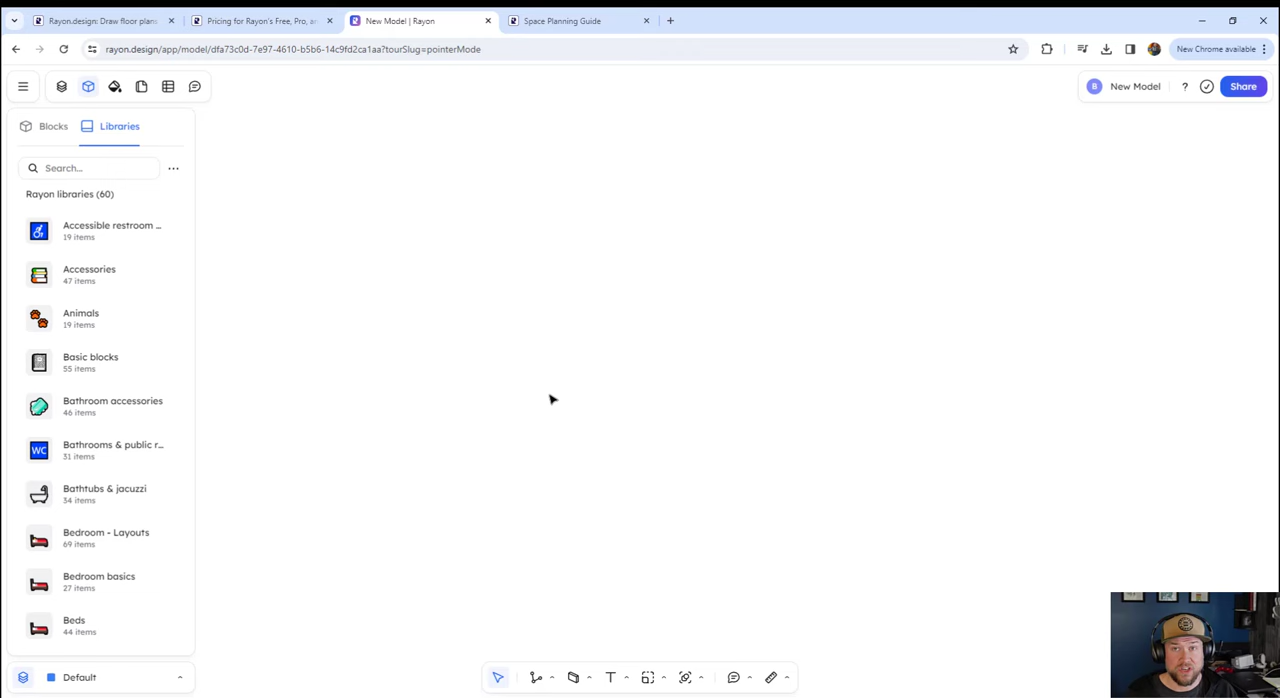 Rayon.design: Draw floor plans
Pricing for Rayon's Free, Pro, an
New Model | Rayon
Space Planning Guide
rayon.design/app/model/dfa73c0d-7e97-4610-b5b6-14c9fd2ca1aa?tourSlug=pointerMode
New Chrome available
B New Model ? Share
Blocks Libraries
Search...
Rayon libraries (60)
Accessible restroom ...
19 items
Accessories
47 items
Animals
19 items
Basic blocks
55 items
Bathroom accessories
46 items
WC
Bathrooms & public r...
31 items
Bathtubs & jacuzzi
34 items
Bedroom - Layouts
69 items
Bedroom basics
27 items
Beds
44 items
Default
T